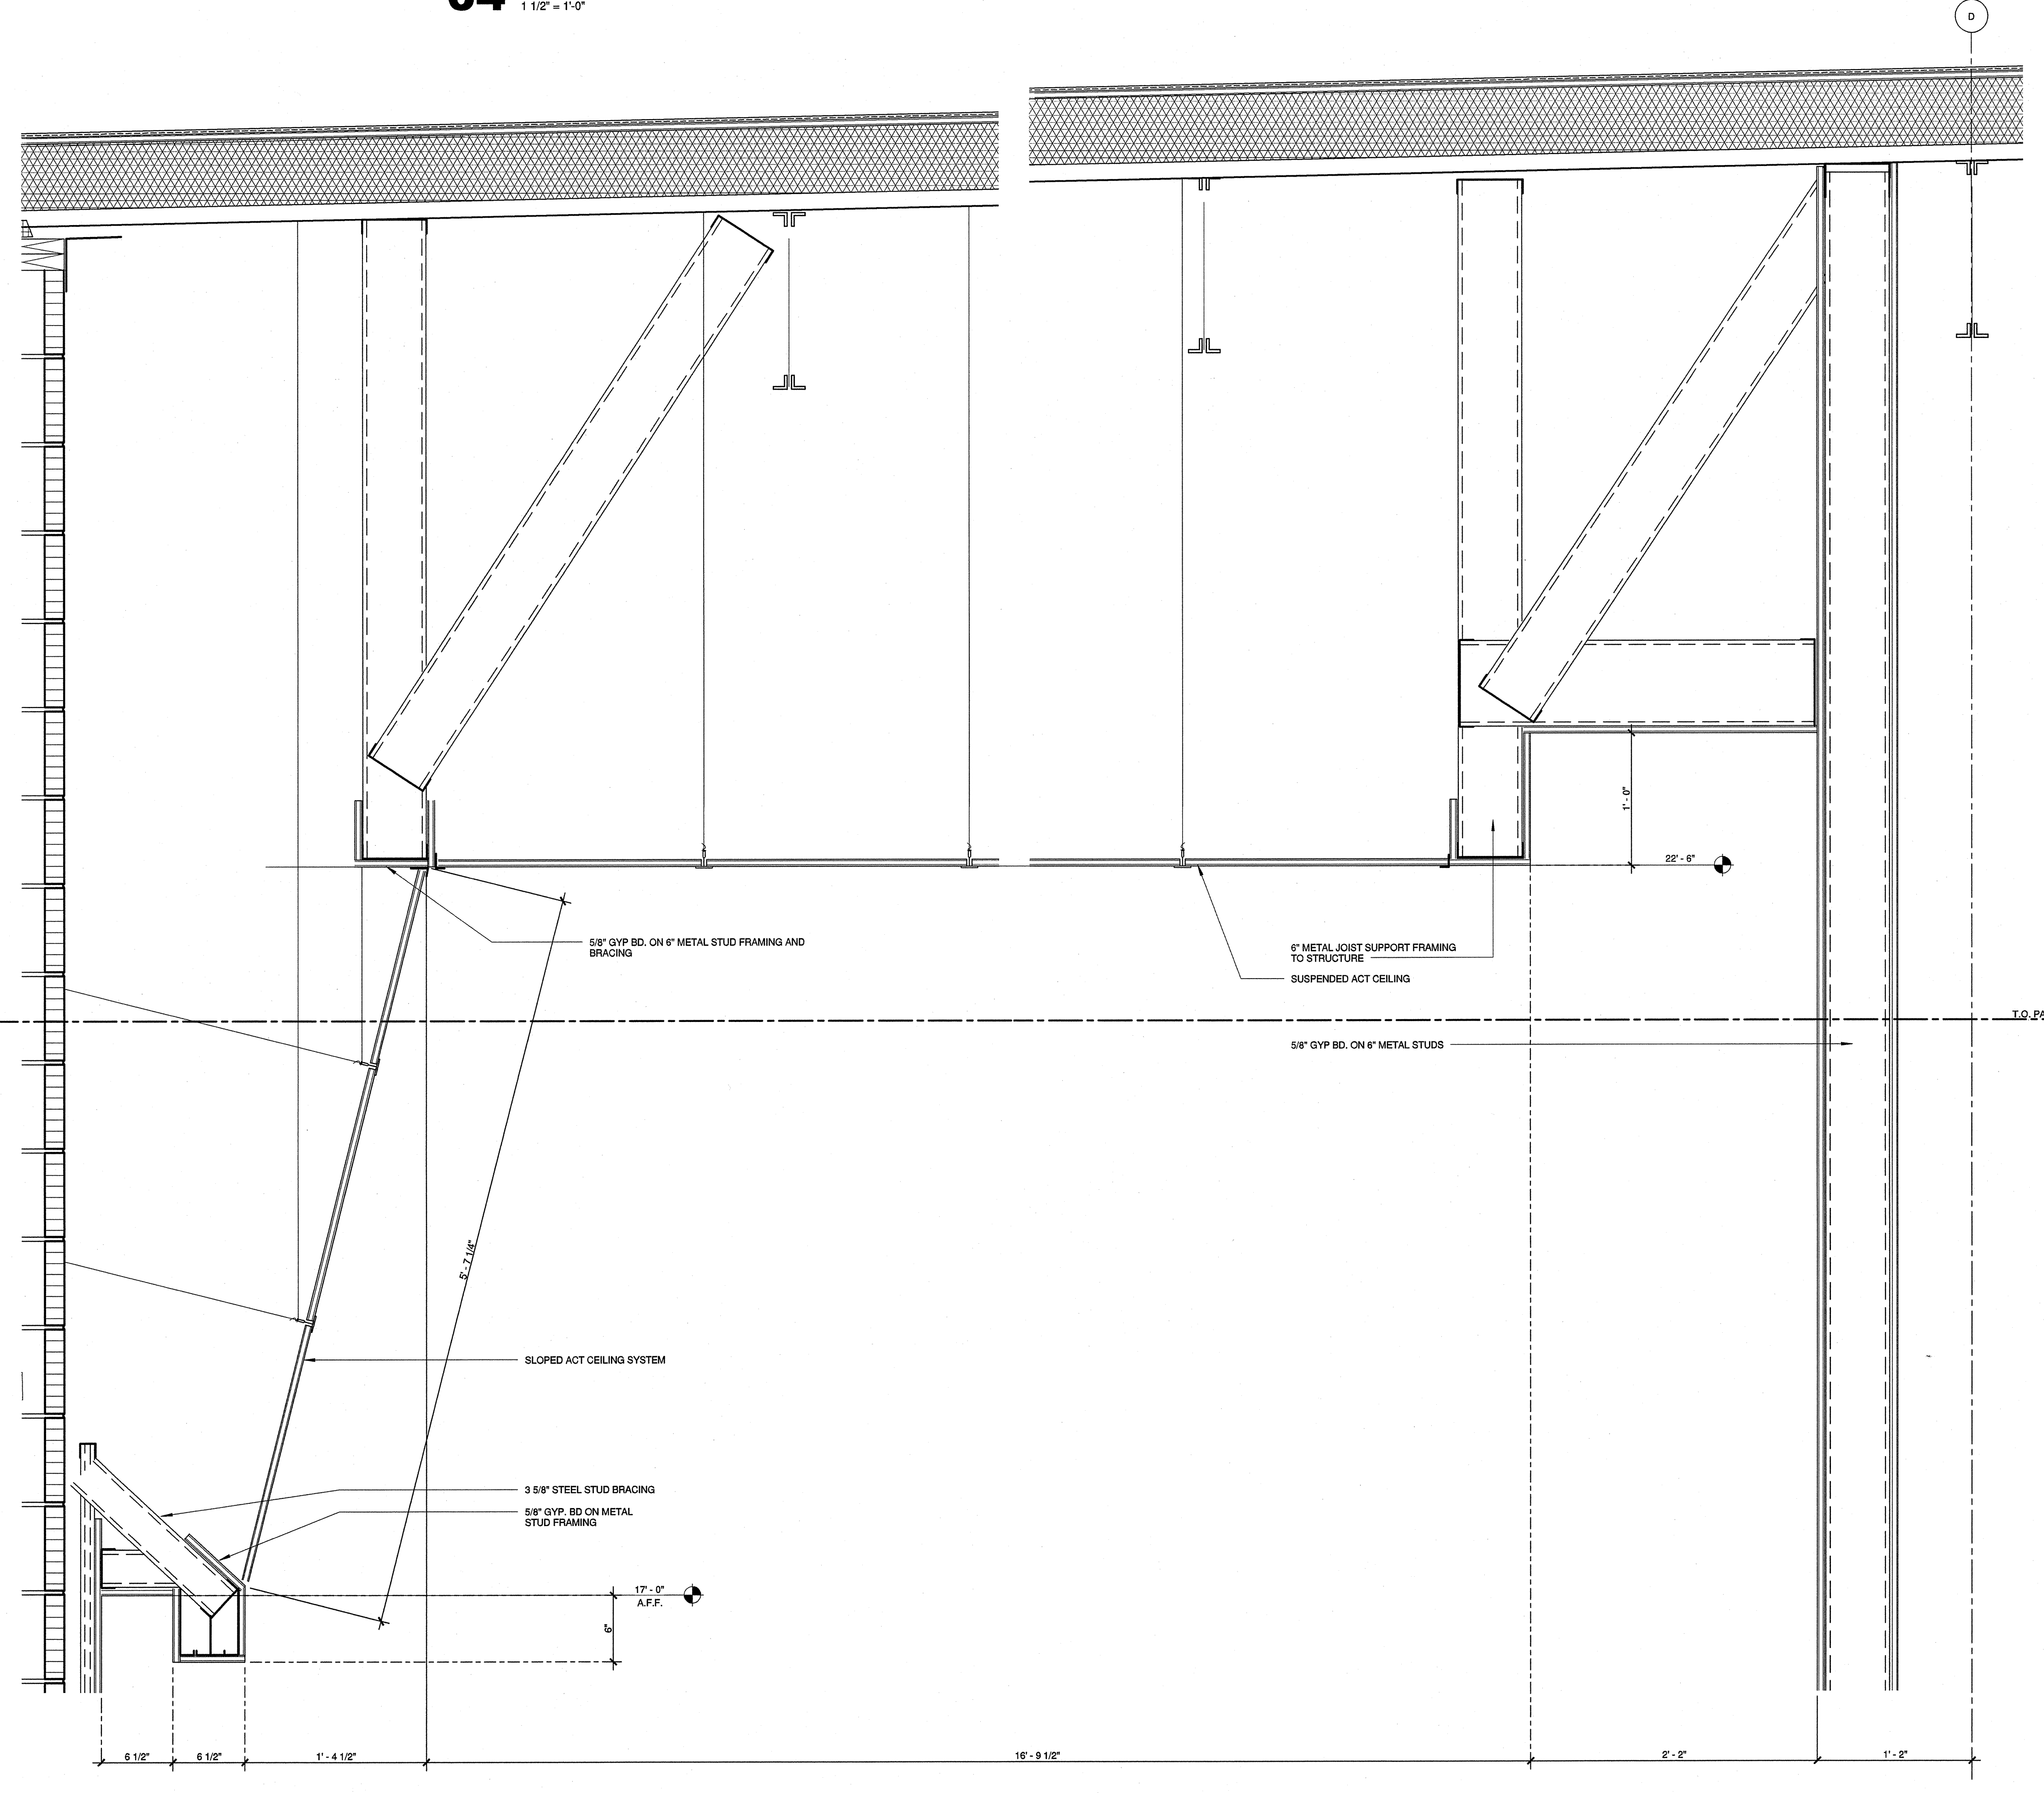 1 1/2" = 1'-0"
D
1' - 0"
22' - 6"
5/8" GYP BD. ON 6" METAL STUD FRAMING AND
BRACING
6" METAL JOIST SUPPORT FRAMING
TO STRUCTURE
SUSPENDED ACT CEILING
T.O. PA
5/8" GYP BD. ON 6" METAL STUDS
5' - 7 1/4"
SLOPED ACT CEILING SYSTEM
3 5/8" STEEL STUD BRACING
5/8" GYP. BD ON METAL
STUD FRAMING
17' - 0"
A.F.F.
6"
6 1/2"
6 1/2"
1' - 4 1/2"
16' - 9 1/2"
2' - 2"
1' - 2"